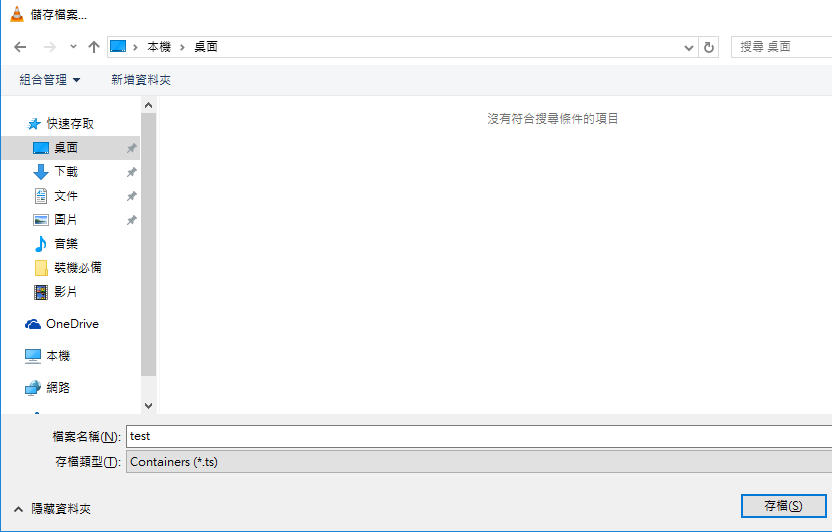 儲存檔案...
本機 桌面
搜尋 桌面
組合管理 新增資料夾
沒有符合搜尋條件的項目
快速存取
桌面
下載
文件
圖片
音樂
裝機必備
影片
OneDrive
本機
網路
檔案名稱(N): test
存檔類型(T): Containers (*.ts)
隱藏資料夾
存檔(S)